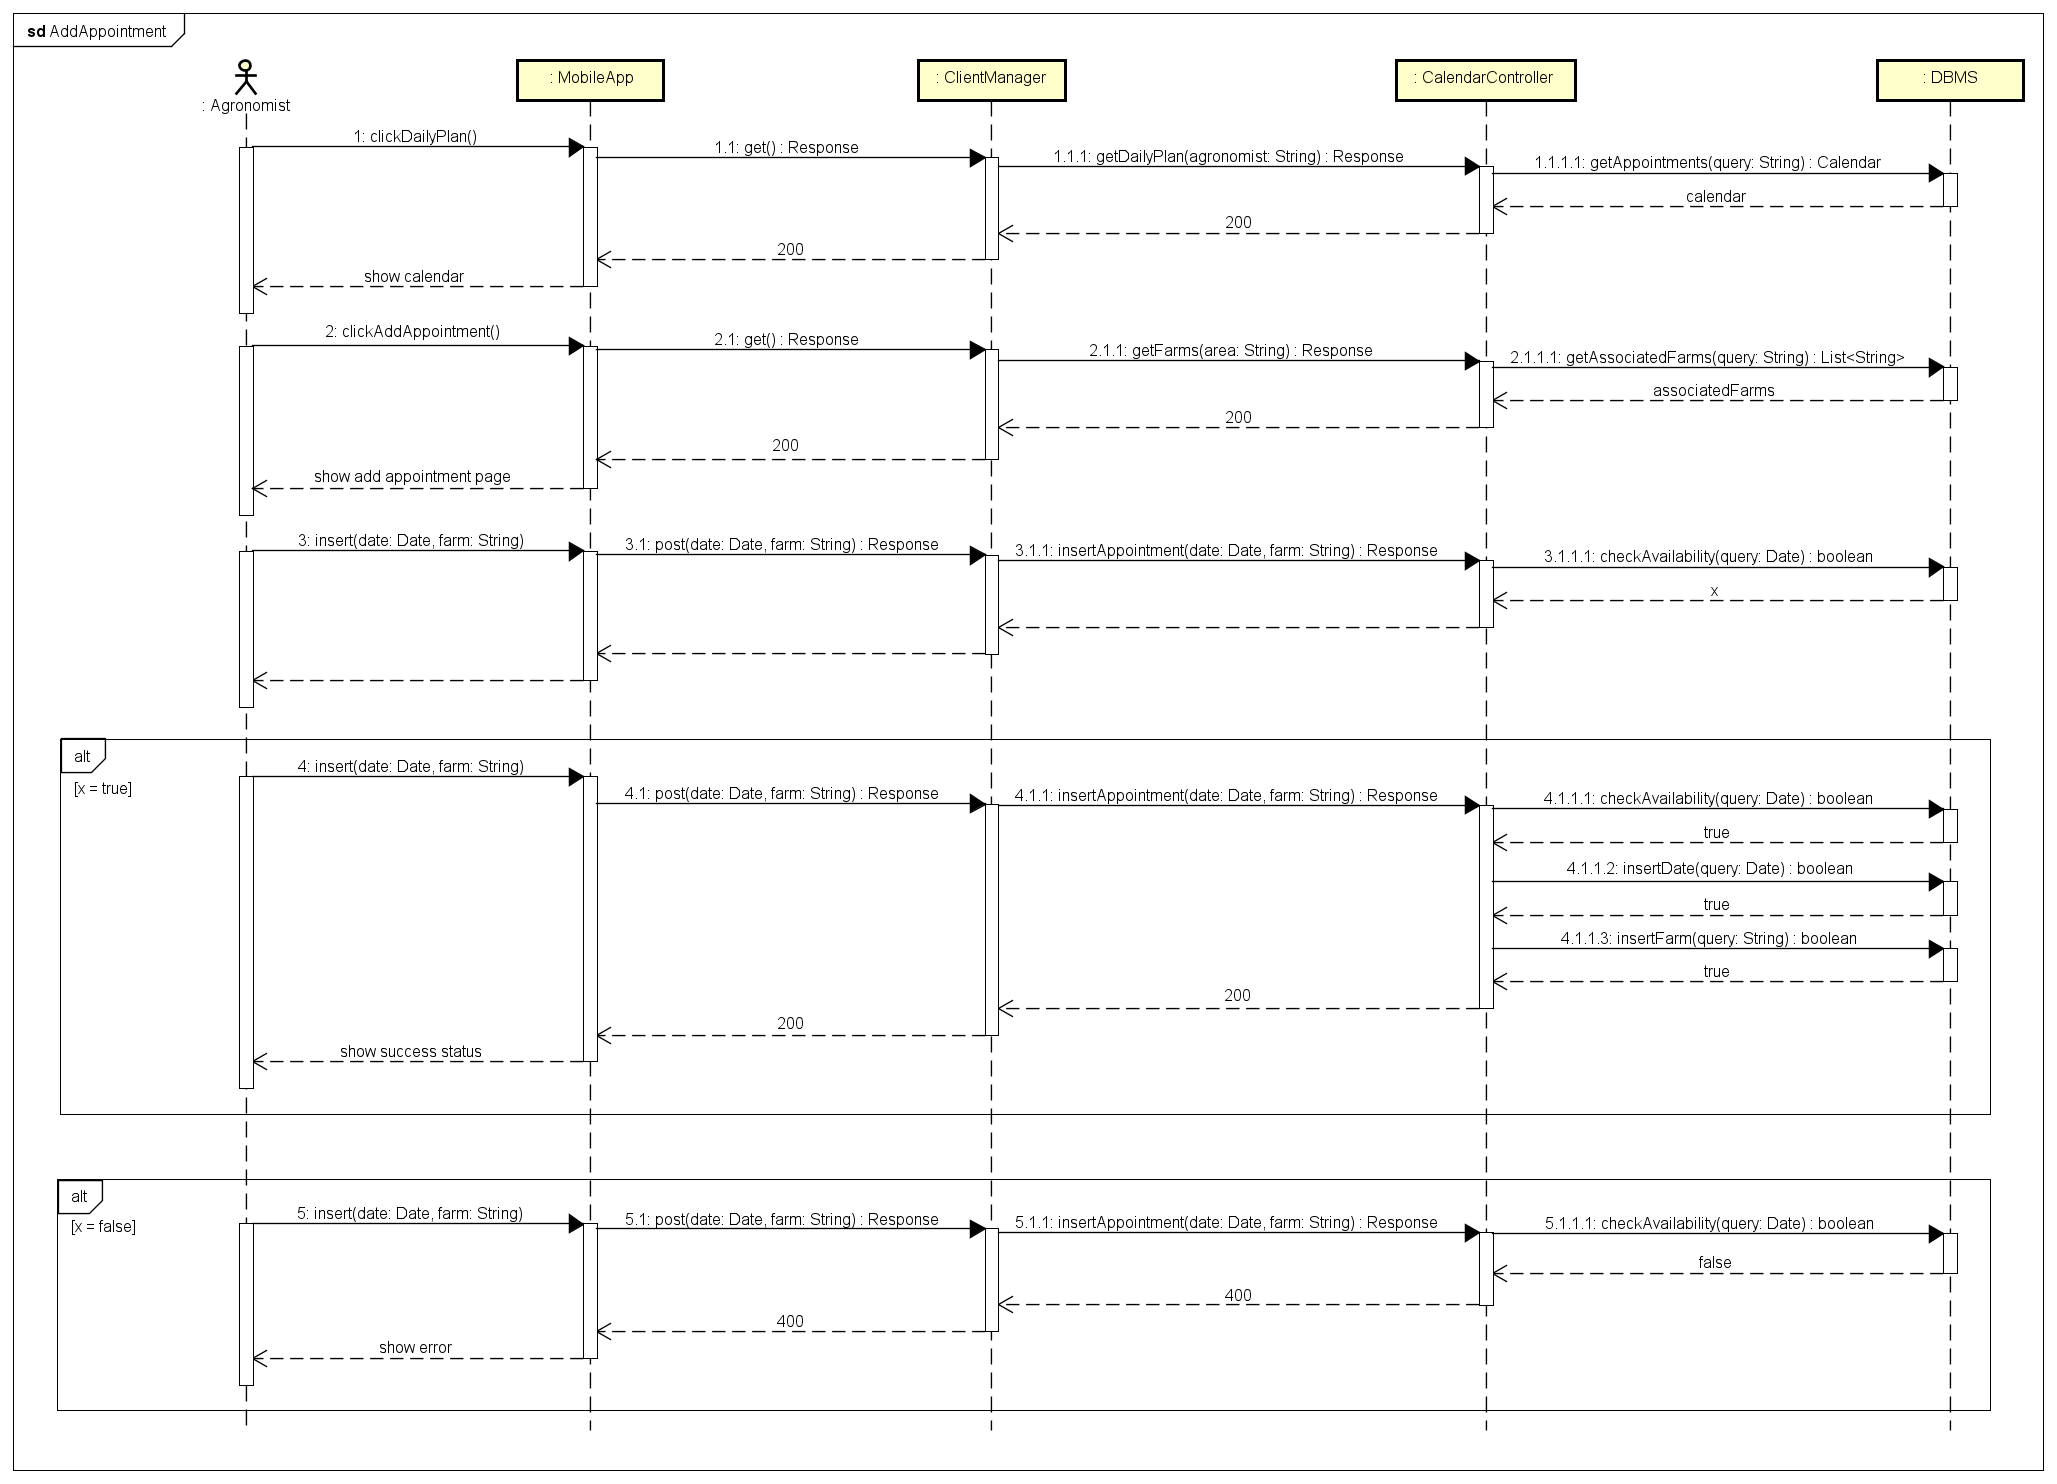 sd AddAppointment
: Agronomist
: MobileApp
: ClientManager
: CalendarController
: DBMS
1: clickDailyPlan()
1.1: get() : Response
1.1.1: getDailyPlan(agronomist: String) : Response
1.1.1.1: getAppointments(query: String) : Calendar
calendar
200
200
show calendar
2: clickAddAppointment()
2.1: get() : Response
2.1.1: getFarms(area: String) : Response
2.1.1.1: getAssociatedFarms(query: String) : List<String>
associatedFarms
200
200
show add appointment page
3: insert(date: Date, farm: String)
3.1: post(date: Date, farm: String) : Response
3.1.1: insertAppointment(date: Date, farm: String) : Response
3.1.1.1: checkAvailability(query: Date) : boolean
x
alt
[x = true]
4: insert(date: Date, farm: String)
4.1: post(date: Date, farm: String) : Response
4.1.1: insertAppointment(date: Date, farm: String) : Response
4.1.1.1: checkAvailability(query: Date) : boolean
true
4.1.1.2: insertDate(query: Date) : boolean
true
4.1.1.3: insertFarm(query: String) : boolean
true
200
200
show success status
alt
[x = false]
5: insert(date: Date, farm: String)
5.1: post(date: Date, farm: String) : Response
5.1.1: insertAppointment(date: Date, farm: String) : Response
5.1.1.1: checkAvailability(query: Date) : boolean
false
400
400
show error